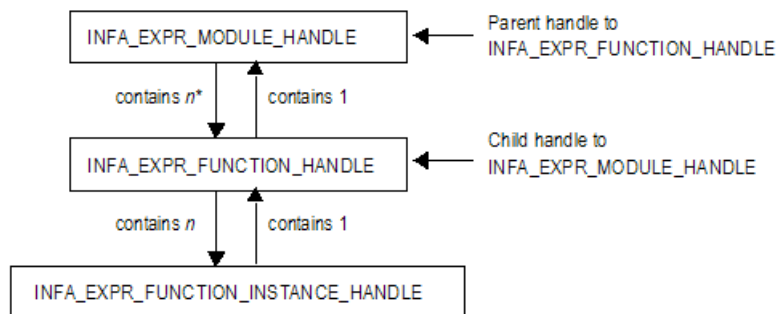 INFA_EXPR_MODULE_HANDLE
Parent handle to
INFA_EXPR_FUNCTION_HANDLE
contains n*
contains 1
INFA_EXPR_FUNCTION_HANDLE
Child handle to
INFA_EXPR_MODULE_HANDLE
contains n
contains 1
INFA_EXPR_FUNCTION_INSTANCE_HANDLE